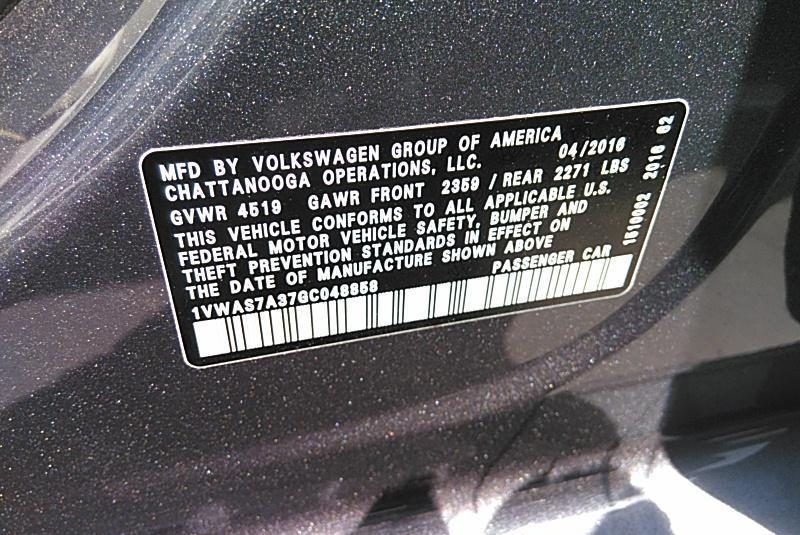 MFD BY VOLKSWAGEN GROUP OF AMERICA
CHATTANOOGA OPERATIONS, LLC. 04/2016
GVWR 4519 GAWR FRONT 2359 / REAR 2271 LBS
THIS VEHICLE CONFORMS TO ALL APPLICABLE U.S.
FEDERAL MOTOR VEHICLE SAFETY, BUMPER AND
THEFT PREVENTION STANDARDS IN EFFECT ON
THE DATE OF MANUFACTURE SHOWN ABOVE
1VWAS7A37GC048858 PASSENGER CAR
1610002 2016 02